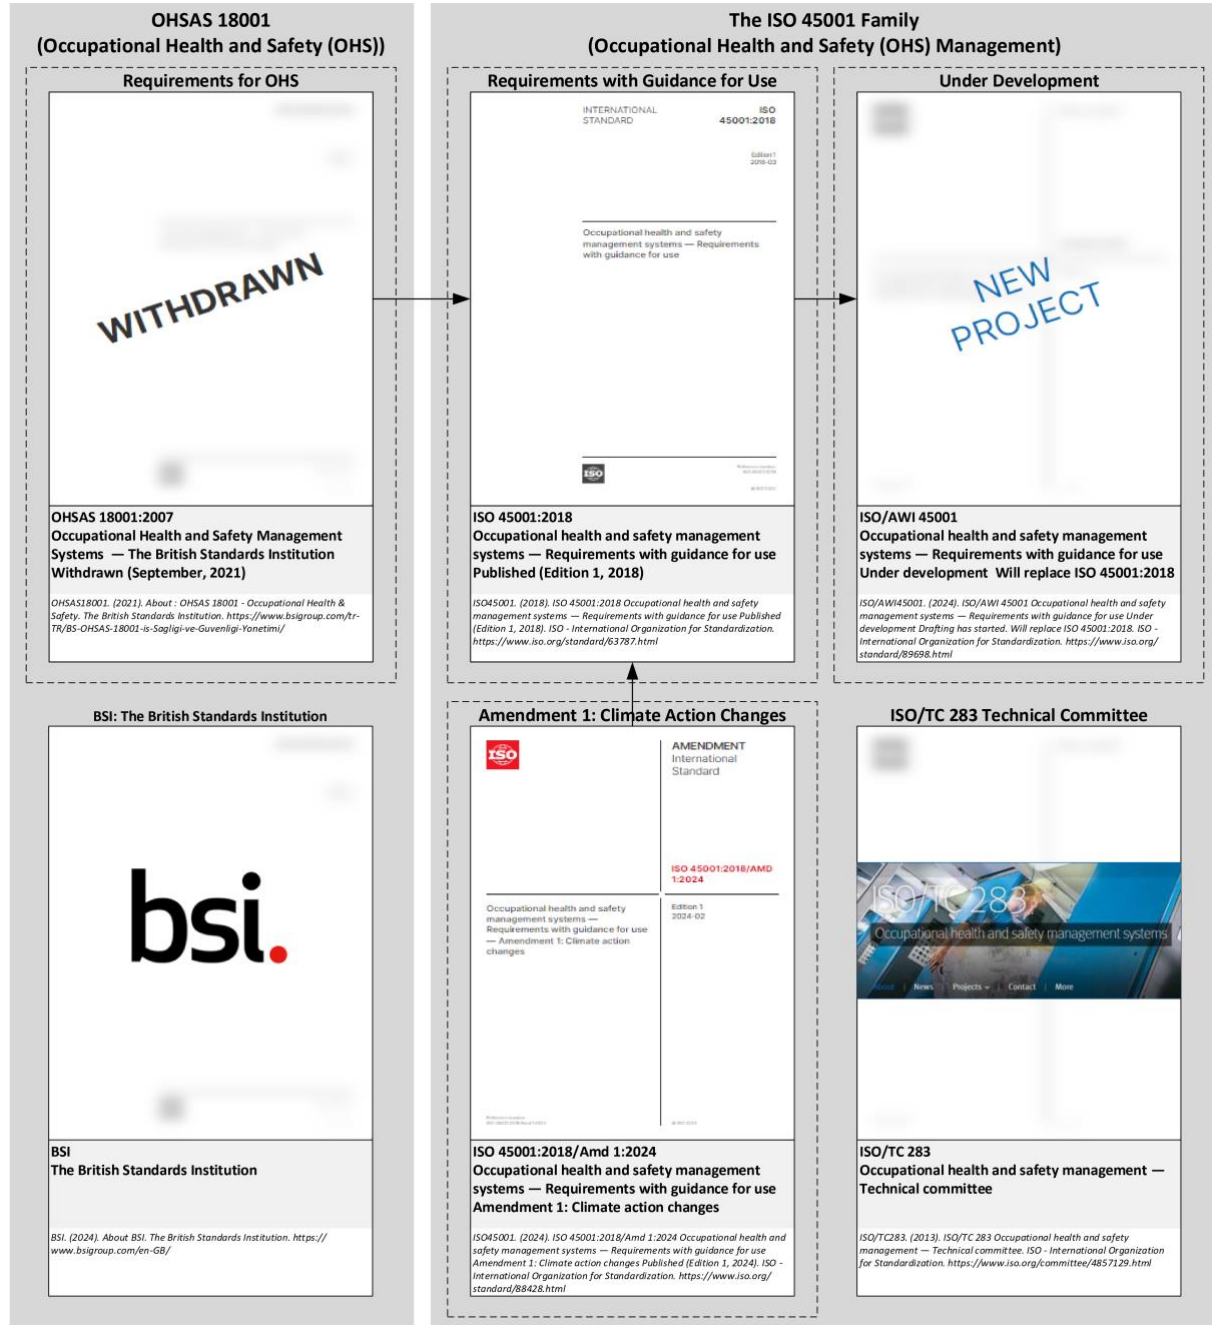 OHSAS 18001
(Occupational Health and Safety (OHS))
Requirements for OHS
WITHDRAWN
OHSAS 18001:2007
Occupational Health and Safety Management
Systems — The British Standards Institution
Withdrawn (September, 2021)
OHSAS18001. (2021). About : OHSAS 18001 - Occupational Health &
Safety. The British Standards Institution. https://www.bsigroup.com/tr-
TR/BS-OHSAS-18001-is-Sagligi-ve-Guvenligi-Yonetimi/
BSI: The British Standards Institution
bsi.
BSI
The British Standards Institution
BSI. (2024). About BSI. The British Standards Institution. https://
www.bsigroup.com/en-GB/
The ISO 45001 Family
(Occupational Health and Safety (OHS) Management)
Requirements with Guidance for Use
INTERNATIONAL
STANDARD
ISO
45001:2018
Edition 1
2018-03
Occupational health and safety
management systems — Requirements
with guidance for use
ISO
ISO 45001:2018
Occupational health and safety management
systems — Requirements with guidance for use
Published (Edition 1, 2018)
ISO45001. (2018). ISO 45001:2018 Occupational health and safety
management systems — Requirements with guidance for use Published
(Edition 1, 2018). ISO - International Organization for Standardization.
https://www.iso.org/standard/63787.html
Under Development
NEW
PROJECT
ISO/AWI 45001
Occupational health and safety management
systems — Requirements with guidance for use
Under development Will replace ISO 45001:2018
ISO/AWI45001. (2024). ISO/AWI 45001 Occupational health and safety
management systems — Requirements with guidance for use Under
development Drafting has started. Will replace ISO 45001:2018. ISO -
International Organization for Standardization. https://www.iso.org/
standard/89698.html
Amendment 1: Climate Action Changes
ISO
AMENDMENT
International
Standard
ISO 45001:2018/AMD
1:2024
Occupational health and safety
management systems —
Requirements with guidance for use
— Amendment 1: Climate action
changes
Edition 1
2024-02
ISO 45001:2018/Amd 1:2024
Occupational health and safety management
systems — Requirements with guidance for use
Amendment 1: Climate action changes
ISO45001. (2024). ISO 45001:2018/Amd 1:2024 Occupational health and
safety management systems — Requirements with guidance for use
Amendment 1: Climate action changes Published (Edition 1, 2024). ISO -
International Organization for Standardization. https://www.iso.org/
standard/88428.html
ISO/TC 283 Technical Committee
ISO/TC 283
Occupational health and safety management systems
About | News | Projects | Contact | More
ISO/TC 283
Occupational health and safety management —
Technical committee
ISO/TC283. (2013). ISO/TC 283 Occupational health and safety
management — Technical committee. ISO - International Organization
for Standardization. https://www.iso.org/committee/4857129.html